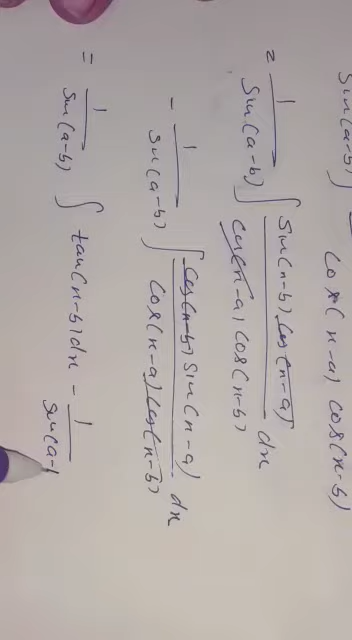 Sin(a-b) ∫ cos(x-a) cos(x-b)
= 1/Sin(a-b) ∫ Sin(x-b) cos(x-a)/cos(x-a) cos(x-b) dx
- 1/Sin(a-b) ∫ cos(x-b) sin(x-a)/cos(x-a) cos(x-b) dx
= 1/Sin(a-b) ∫ tan(x-b) dx - 1/Sin(a-